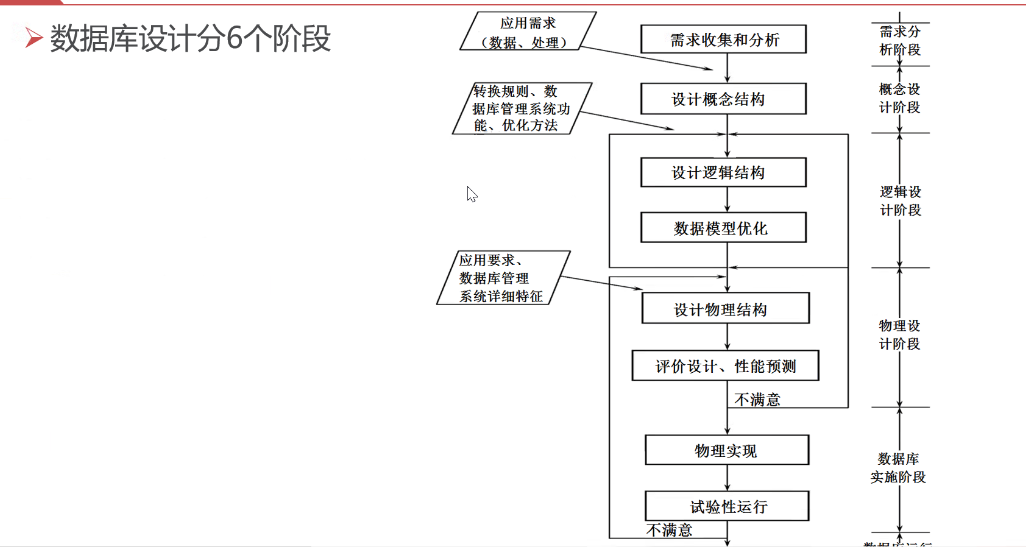 数据库设计分6个阶段
应用需求
（数据、处理）
需求收集和分析
需求分
析阶段
转换规则、数
据库管理系统功
能、优化方法
设计概念结构
概念设
计阶段
设计逻辑结构
数据模型优化
逻辑设
计阶段
应用要求、
数据库管理
系统详细特征
设计物理结构
评价设计、性能预测
不满意
物理设
计阶段
物理实现
试验性运行
不满意
数据库
实施阶段
数据库运行